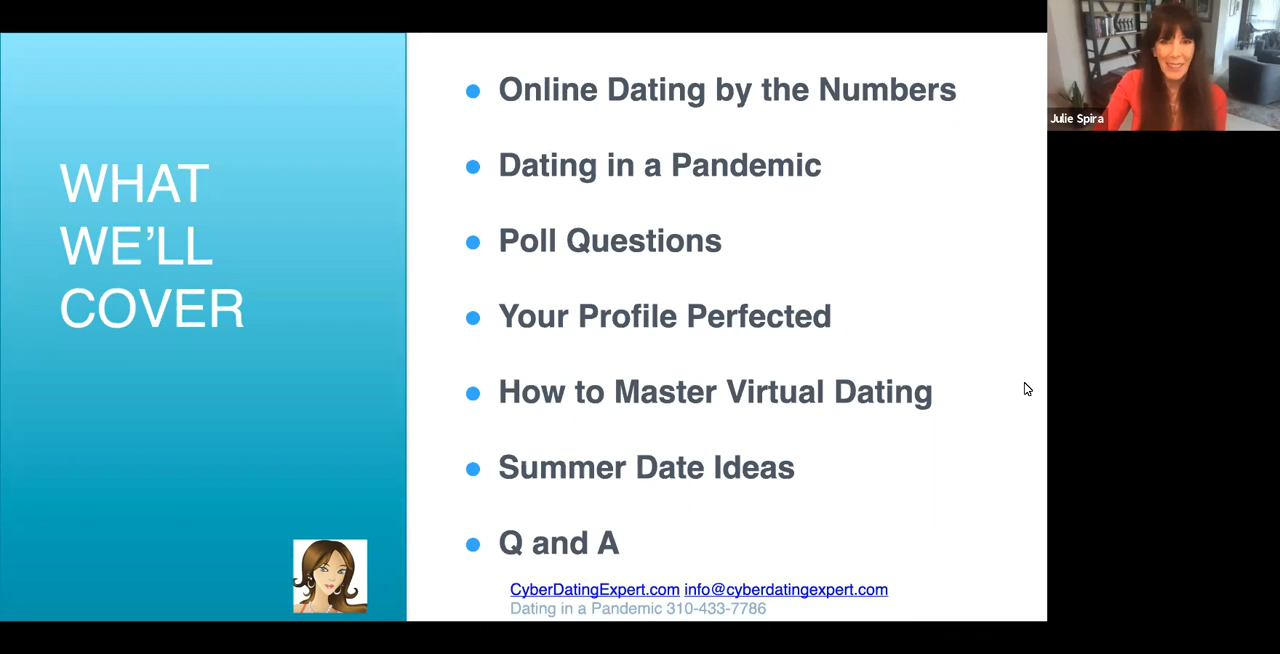 WHAT
WE'LL
COVER
Online Dating by the Numbers
Dating in a Pandemic
Poll Questions
Your Profile Perfected
How to Master Virtual Dating
Summer Date Ideas
Q and A
CyberDatingExpert.com info@cyberdatingexpert.com
Dating in a Pandemic 310-433-7786
Julie Spira